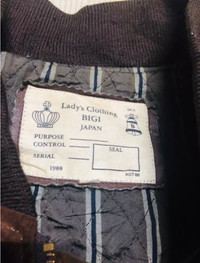 Lady's Clothing
BIGI
JAPAN
PURPOSE
CONTROL
SERIAL
SEAL
1988